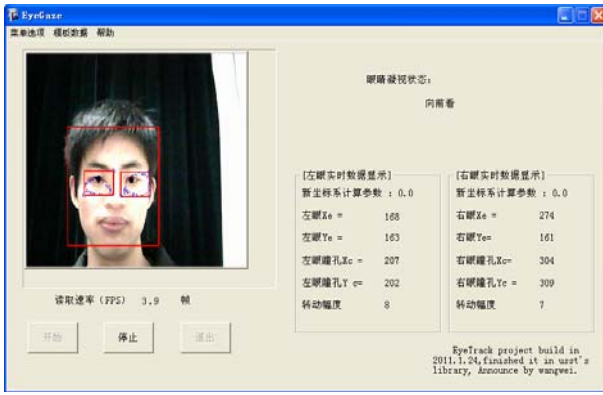 EyeGaze
菜单选项 模板数据 帮助
眼睛凝视状态:
向前看
[左眼实时数据显示]
新坐标系计算参数 : 0.0
左眼Xe = 168
左眼Ye = 163
左眼瞳孔Xc = 207
左眼瞳孔Y c= 202
转动幅度 8
[右眼实时数据显示]
新坐标系计算参数 : 0.0
右眼Xe = 274
右眼Ye= 161
右眼瞳孔Xc= 304
右眼瞳孔Yc = 309
转动幅度 7
读取速率 (FPS) 3.9 帧
开始 停止 退出
EyeTrack project build in
2011.1.24,finished it in usst's
library, Announce by wangwei.